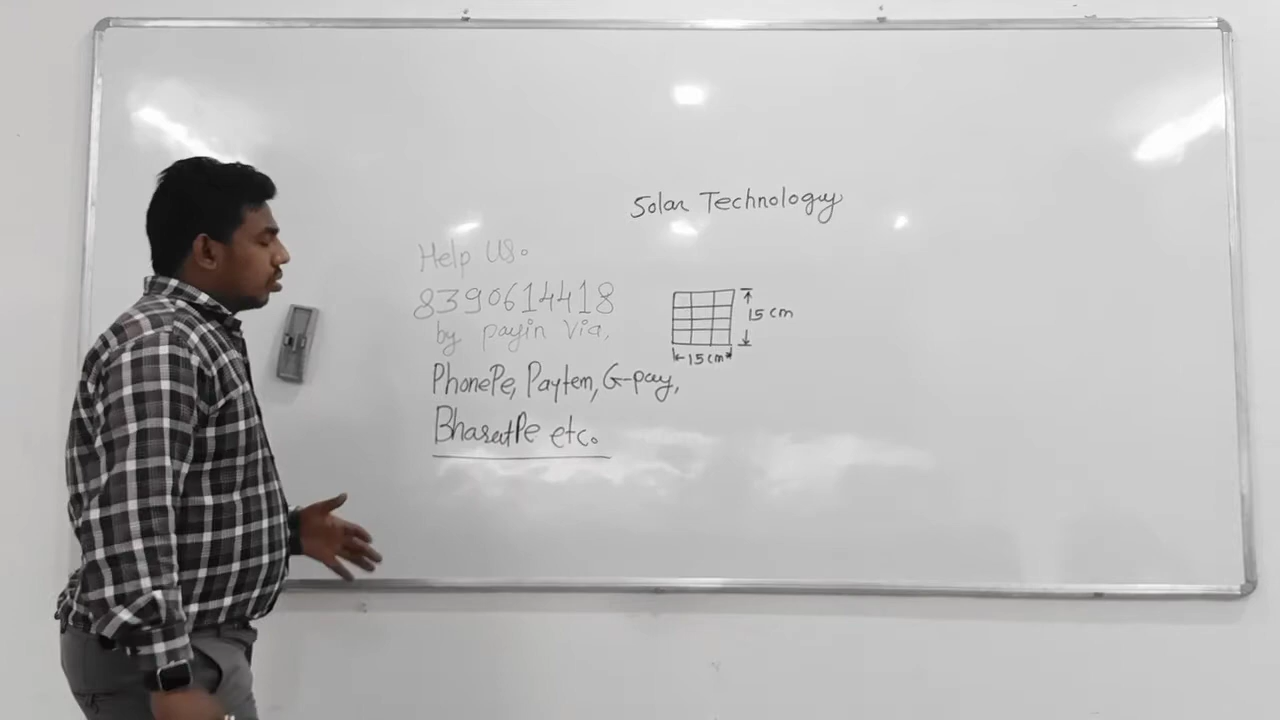 Solar Technology
Help Us.
8390614418
by payin Via,
PhonePe, Paytem, G-pay,
BharatPe etc.
15 cm
15 cm